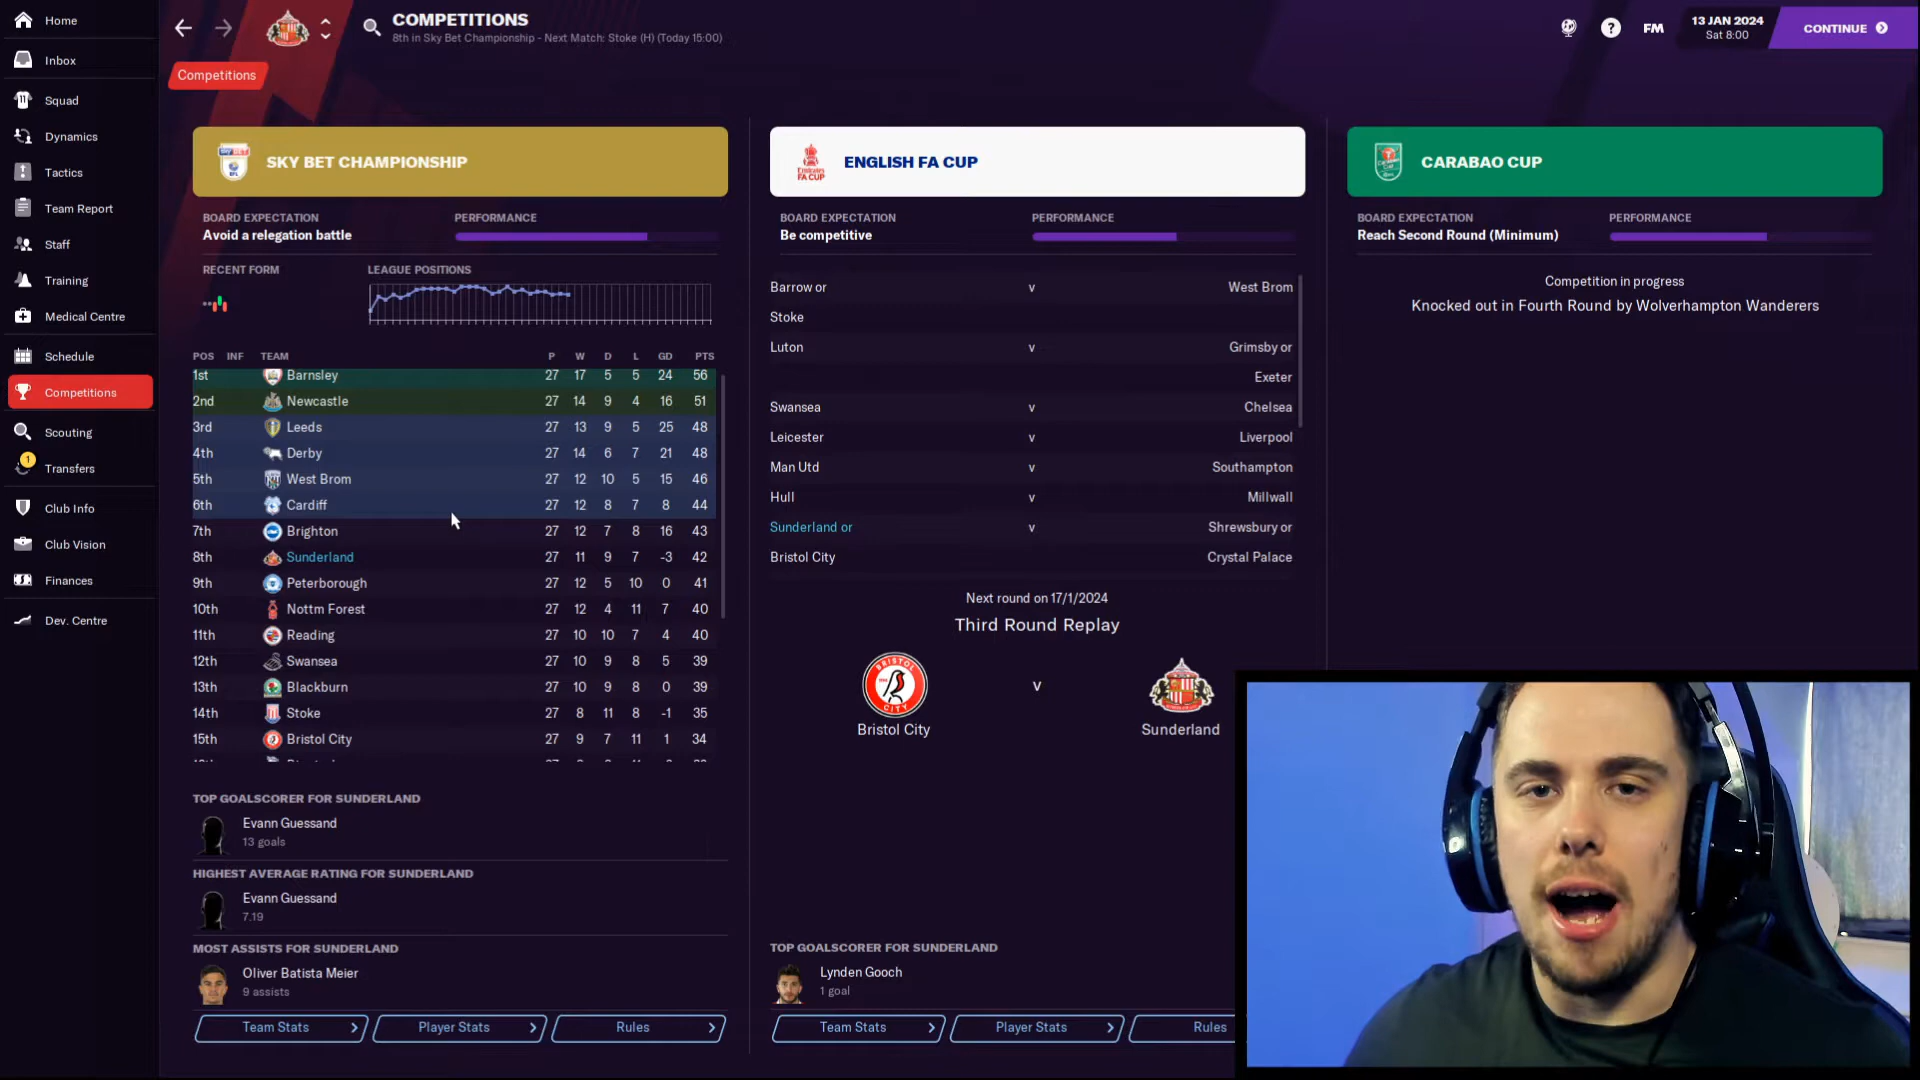 Home
Inbox
Squad
Dynamics
Tactics
Team Report
Staff
Training
Medical Centre
Schedule
Competitions
Scouting
1
Transfers
Club Info
Club Vision
Finances
Dev. Centre
COMPETITIONS
8th in Sky Bet Championship - Next Match: Stoke (H) (Today 15:00)
FM
13 JAN 2024
Sat 8:00
CONTINUE
Competitions
SKY BET CHAMPIONSHIP
BOARD EXPECTATION
Avoid a relegation battle
PERFORMANCE
RECENT FORM
LEAGUE POSITIONS
POS INF TEAM P W D L GD PTS
1st Barnsley 27 17 5 5 24 56
2nd Newcastle 27 14 9 4 16 51
3rd Leeds 27 13 9 5 25 48
4th Derby 27 14 6 7 21 48
5th West Brom 27 12 10 5 15 46
6th Cardiff 27 12 8 7 8 44
7th Brighton 27 12 7 8 16 43
8th Sunderland 27 11 9 7 -3 42
9th Peterborough 27 12 5 10 0 41
10th Nottm Forest 27 12 4 11 7 40
11th Reading 27 10 10 7 4 40
12th Swansea 27 10 9 8 5 39
13th Blackburn 27 10 9 8 0 39
14th Stoke 27 8 11 8 -1 35
15th Bristol City 27 9 7 11 1 34
TOP GOALSCORER FOR SUNDERLAND
Evann Guessand
13 goals
HIGHEST AVERAGE RATING FOR SUNDERLAND
Evann Guessand
7.19
MOST ASSISTS FOR SUNDERLAND
Oliver Batista Meier
9 assists
Team Stats
Player Stats
Rules
Emirates
FA CUP
ENGLISH FA CUP
BOARD EXPECTATION
Be competitive
PERFORMANCE
Barrow or v West Brom
Stoke
Luton v Grimsby or
Exeter
Swansea v Chelsea
Leicester v Liverpool
Man Utd v Southampton
Hull v Millwall
Sunderland or v Shrewsbury or
Bristol City Crystal Palace
Next round on 17/1/2024
Third Round Replay
BRISTOL
CITY
v
Bristol City Sunderland
TOP GOALSCORER FOR SUNDERLAND
Lynden Gooch
1 goal
Team Stats
Player Stats
Rules
CARABAO CUP
BOARD EXPECTATION
Reach Second Round (Minimum)
PERFORMANCE
Competition in progress
Knocked out in Fourth Round by Wolverhampton Wanderers